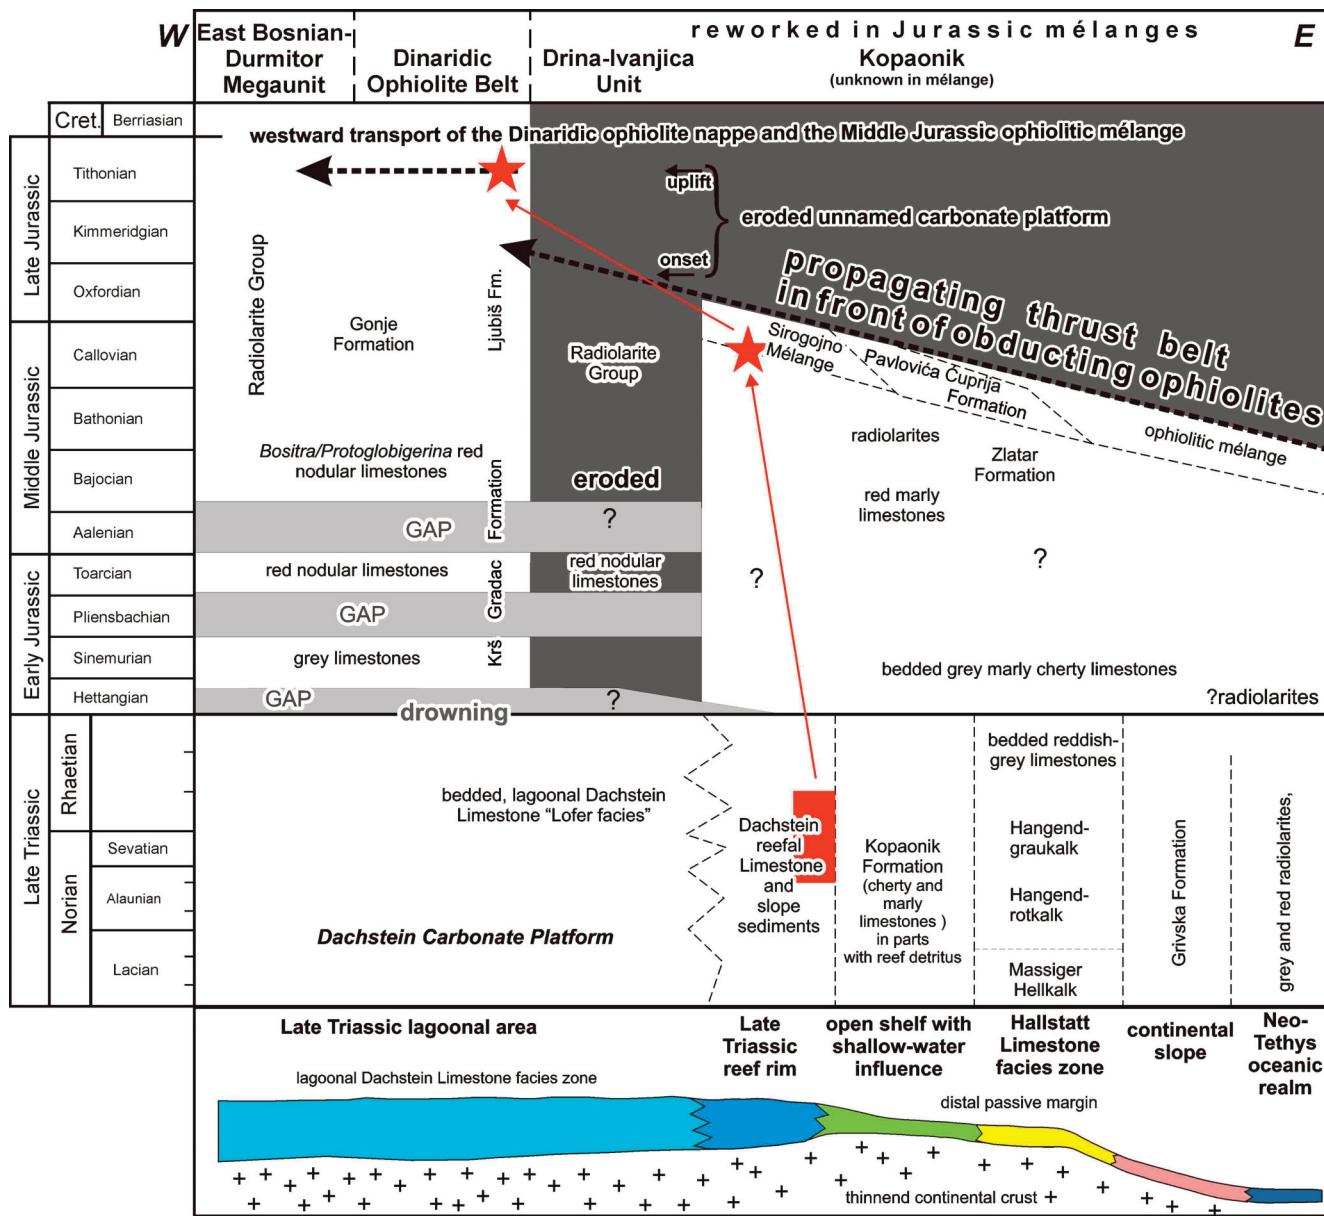 W
East Bosnian-
Durmitor
Megaunit
Dinaridic
Ophiolite Belt
reworked in Jurassic mélanges
Drina-Ivanjica
Unit
Kopaonik
(unknown in mélange)
E
Cret.
Berriasian
westward transport of the Dinaridic ophiolite nappe and the Middle Jurassic ophiolitic mélange
Late Jurassic
Tithonian
Kimmeridgian
Oxfordian
uplift
eroded unnamed carbonate platform
onset
propagating thrust belt
in front of obducting ophiolites
Middle Jurassic
Callovian
Bathonian
Bajocian
Aalenian
Radiolarite Group
Gonje
Formation
Ljubiš Fm.
Radiolarite
Group
Sirogojno
Mélange
Pavlovića Ćuprija
Formation
ophiolitic mélange
radiolarites
Zlatar
Formation
Bositra/Protoglobigerina red
nodular limestones
eroded
red marly
limestones
GAP
?
Early Jurassic
Toarcian
Pliensbachian
Sinemurian
Hettangian
red nodular limestones
Krš Gradac Formation
red nodular
limestones
?
?
GAP
grey limestones
bedded grey marly cherty limestones
GAP
drowning
?
?radiolarites
Late Triassic
Rhaetian
Norian
Sevatian
Alaunian
Lacian
bedded, lagoonal Dachstein
Limestone “Lofer facies”
Dachstein Carbonate Platform
Dachstein
reefal
Limestone
and
slope
sediments
Kopaonik
Formation
(cherty and
marly
limestones )
in parts
with reef detritus
bedded reddish-
grey limestones
Hangend-
graukalk
Hangend-
rotkalk
Massiger
Hellkalk
Grivska Formation
grey and red radiolarites,
Late Triassic lagoonal area
lagoonal Dachstein Limestone facies zone
Late
Triassic
reef rim
open shelf with
shallow-water
influence
Hallstatt
Limestone
facies zone
continental
slope
Neo-
Tethys
oceanic
realm
distal passive margin
thinnend continental crust